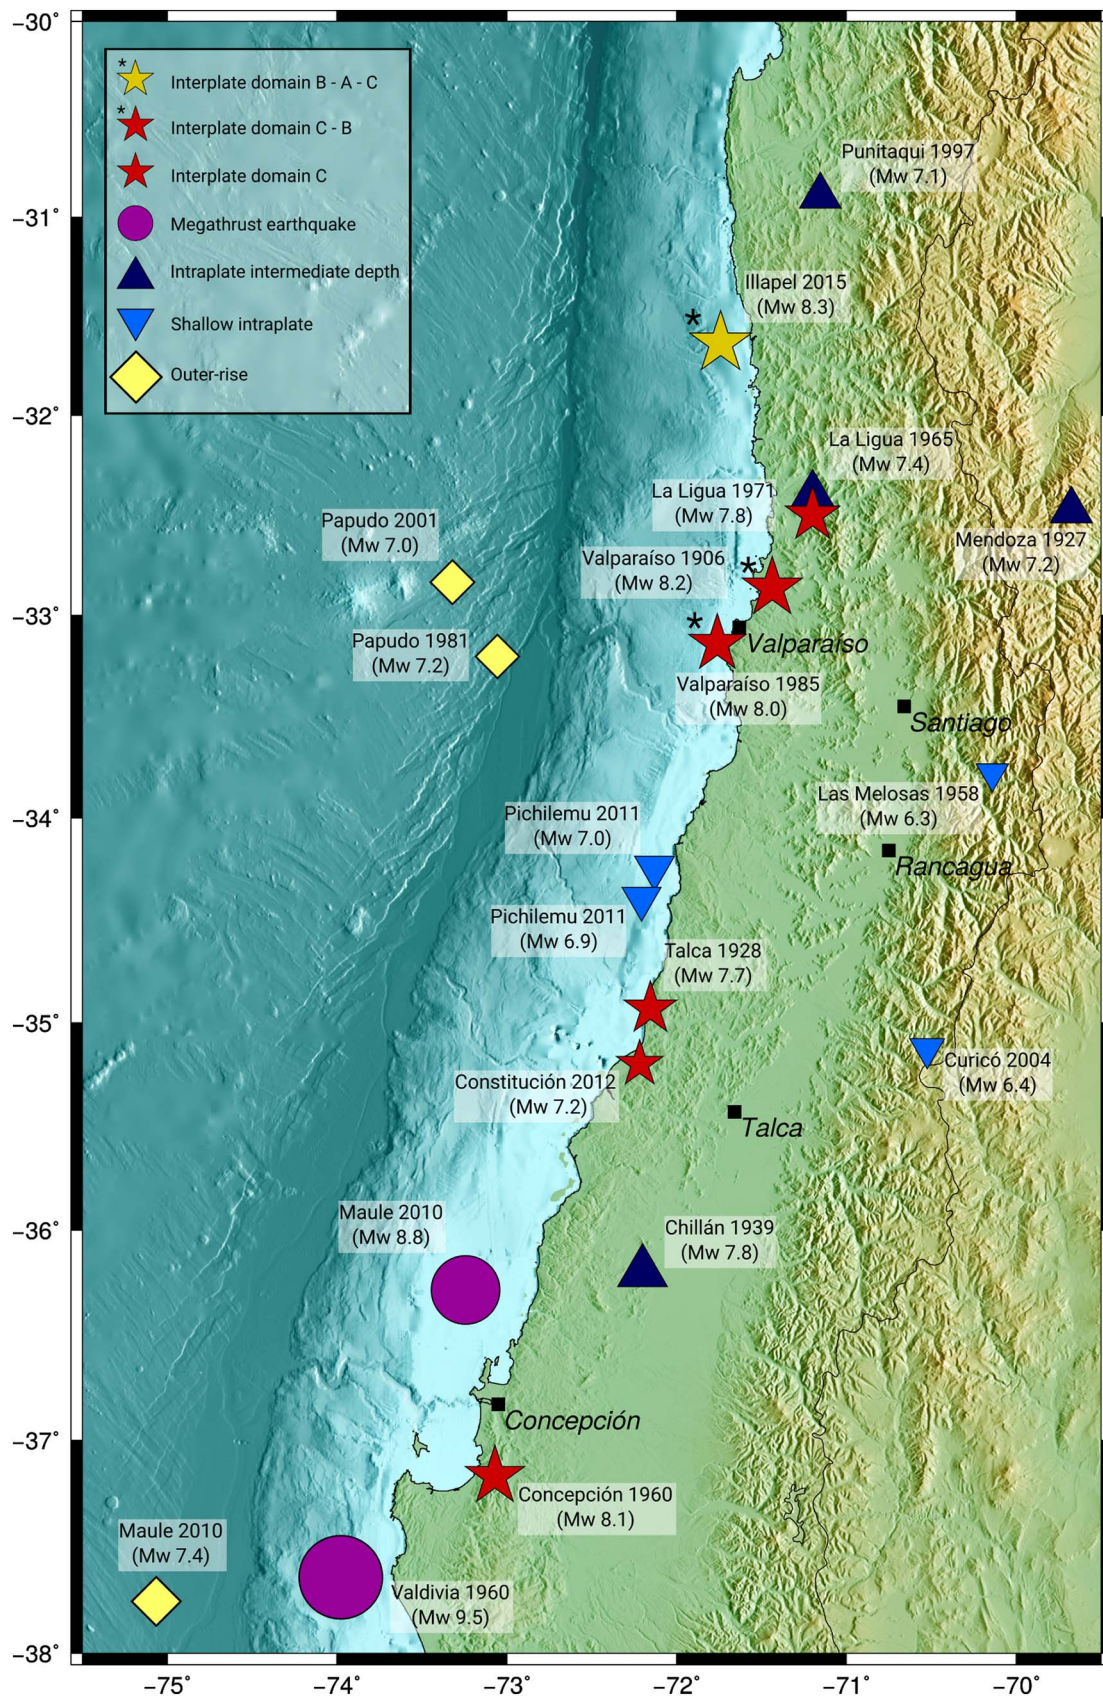 −30°
*
Interplate domain B - A - C
*
Interplate domain C - B
Interplate domain C
Megathrust earthquake
Intraplate intermediate depth
Shallow intraplate
Outer-rise
Punitaqui 1997
(Mw 7.1)
−31°
Illapel 2015
(Mw 8.3)
*
−32°
La Ligua 1965
(Mw 7.4)
La Ligua 1971
(Mw 7.8)
Papudo 2001
(Mw 7.0)
Mendoza 1927
(Mw 7.2)
Valparaíso 1906
(Mw 8.2)
*
−33°
*
Papudo 1981
(Mw 7.2)
Valparaíso
Valparaíso 1985
(Mw 8.0)
Santiago
Las Melosas 1958
(Mw 6.3)
−34°
Pichilemu 2011
(Mw 7.0)
Rancagua
Pichilemu 2011
(Mw 6.9)
Talca 1928
(Mw 7.7)
−35°
Curicó 2004
(Mw 6.4)
Constitución 2012
(Mw 7.2)
Talca
−36°
Maule 2010
(Mw 8.8)
Chillán 1939
(Mw 7.8)
Concepción
−37°
Concepción 1960
(Mw 8.1)
Maule 2010
(Mw 7.4)
Valdivia 1960
(Mw 9.5)
−38°
−75° −74° −73° −72° −71° −70°